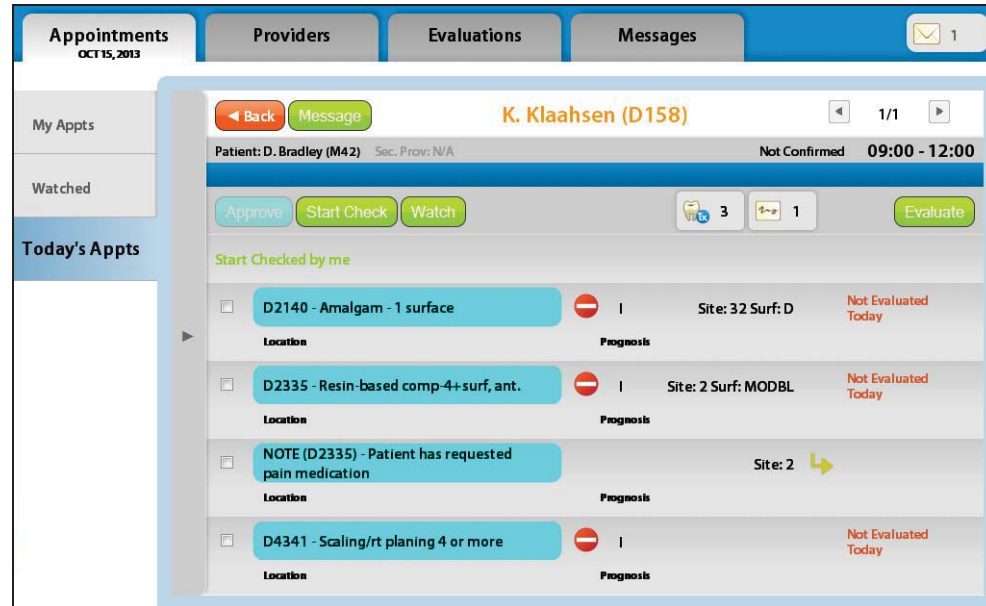 Appointments Providers Evaluations Messages 1
OCT 15, 2013
My Appts
Watched
Today's Appts
Back Message K. Klaahsen (D158) 1/1
Patient: D. Bradley (M42) Sec. Prov: N/A Not Confirmed 09:00 - 12:00
Approve Start Check Watch Tx 3 1 Evaluate
Start Checked by me
D2140 - Amalgam - 1 surface I Site: 32 Surf: D Not Evaluated
Today
Location Prognosis
D2335 - Resin-based comp-4+surf, ant. I Site: 2 Surf: MODBL Not Evaluated
Today
Location Prognosis
NOTE (D2335) - Patient has requested
pain medication Site: 2
Location Prognosis
D4341 - Scaling/rt planing 4 or more I Not Evaluated
Today
Location Prognosis